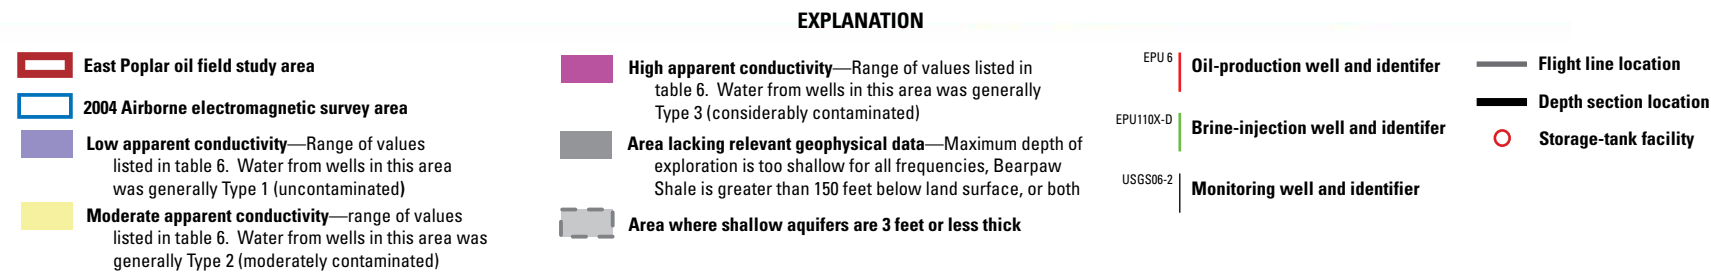 EXPLANATION
East Poplar oil field study area
2004 Airborne electromagnetic survey area
Low apparent conductivity—Range of values
listed in table 6. Water from wells in this area
was generally Type 1 (uncontaminated)
Moderate apparent conductivity—range of values
listed in table 6. Water from wells in this area was
generally Type 2 (moderately contaminated)
High apparent conductivity—Range of values listed in
table 6. Water from wells in this area was generally
Type 3 (considerably contaminated)
Area lacking relevant geophysical data—Maximum depth of
exploration is too shallow for all frequencies, Bearpaw
Shale is greater than 150 feet below land surface, or both
Area where shallow aquifers are 3 feet or less thick
EPU 6 Oil-production well and identifer
EPU110X-D Brine-injection well and identifer
USGS06-2 Monitoring well and identifier
Flight line location
Depth section location
Storage-tank facility